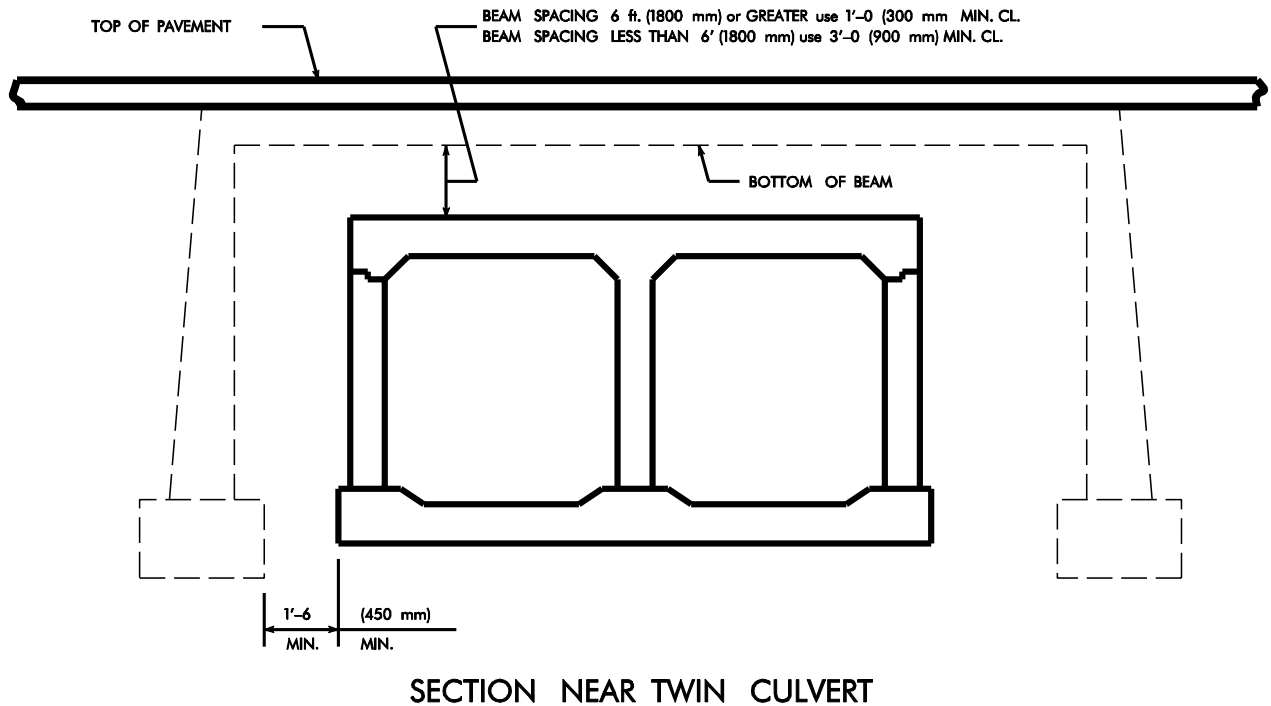 BEAM SPACING 6 ft. (1800 mm) or GREATER use 1'–0 (300 mm MIN. CL.
TOP OF PAVEMENT
BEAM SPACING LESS THAN 6' (1800 mm) use 3'–0 (900 mm) MIN. CL.
BOTTOM OF BEAM
1'–6 (450 mm)
MIN. MIN.
SECTION NEAR TWIN CULVERT